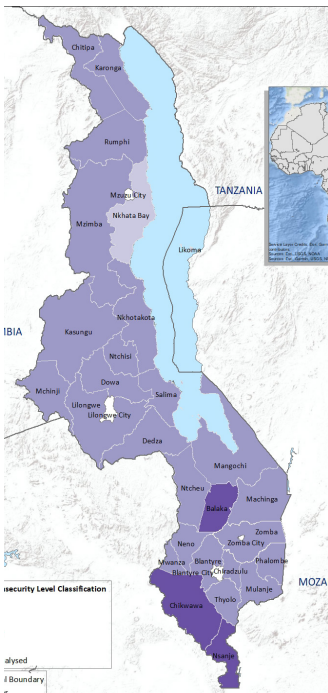 Chitipa
Karonga
Rumphi
Mzuzu City
Nkhata Bay
Mzimba
TANZANIA
Likoma
Nkhotakota
MBIA
Kasungu
Ntchisi
Dowa
Mchinji
Salima
Lilongwe
Lilongwe City
Dedza
Mangochi
Ntcheu
Machinga
Balaka
Zomba
Neno
Zomba City
Mwanza
Blantyre
Phalombe
Blantyre City
Chiradzulu
MOZA
Mulanje
Thyolo
Chikwawa
Nsanje
nsecurity Level Classification
alysed
l Boundary